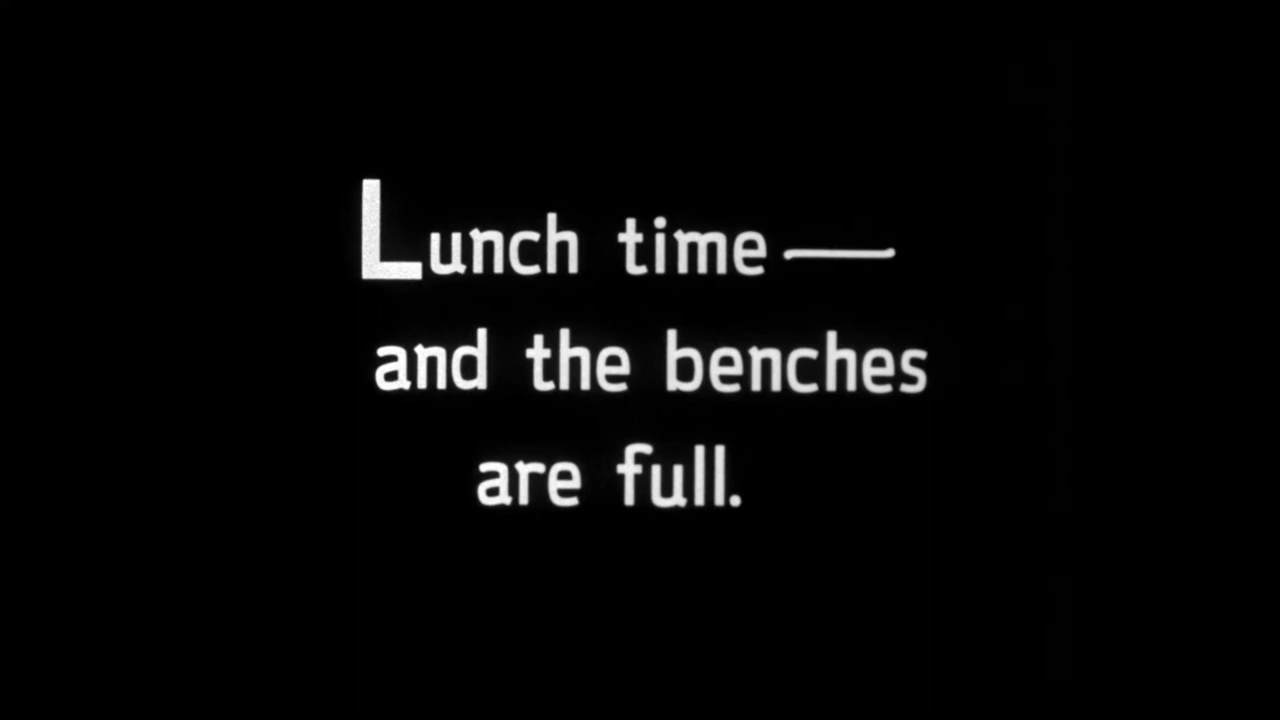 Lunch time —
and the benches
are full.